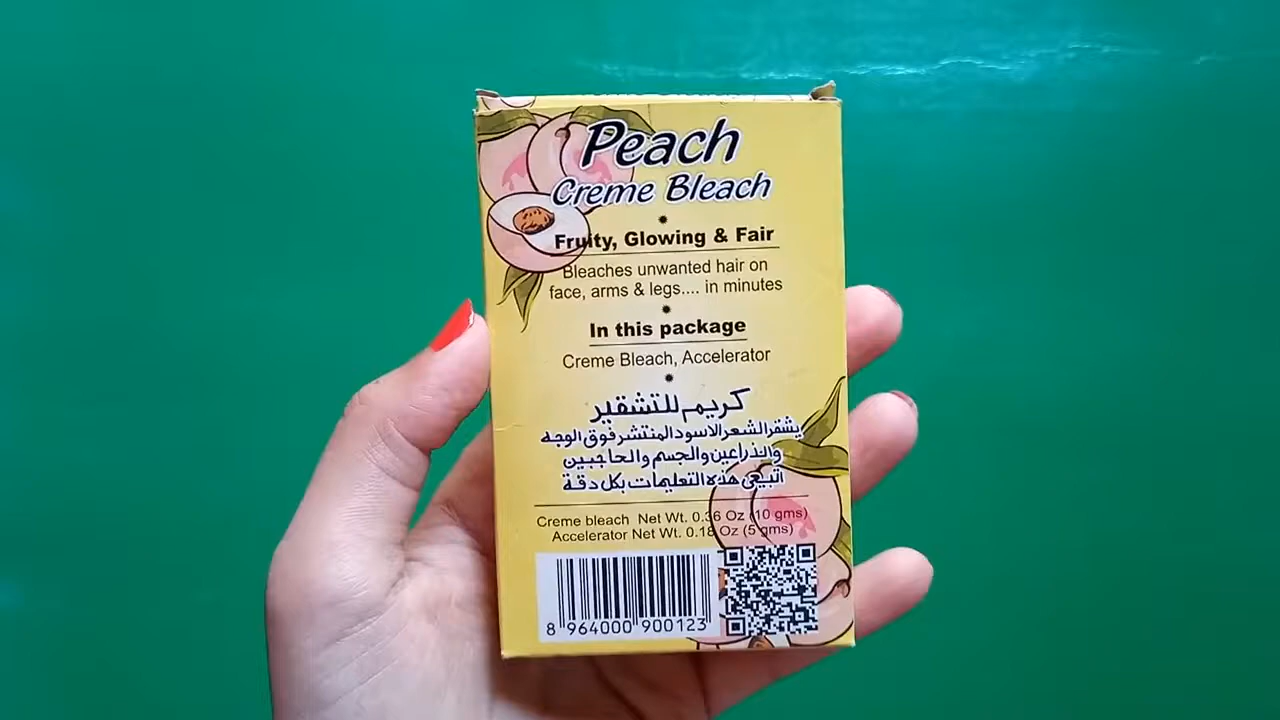 Peach
Creme Bleach
Fruity, Glowing & Fair
Bleaches unwanted hair on
face, arms & legs.... in minutes
In this package
Creme Bleach, Accelerator
كريم للتشقير
يشقر الشعر الاسود المنتشر فوق الوجه
والذراعين والجسم والحاجبين
اتبعي هذه التعليمات بكل دقة
Creme bleach Net Wt. 0.36 Oz (10 gms)
Accelerator Net Wt. 0.18 Oz (5 gms)
8 964000 900123